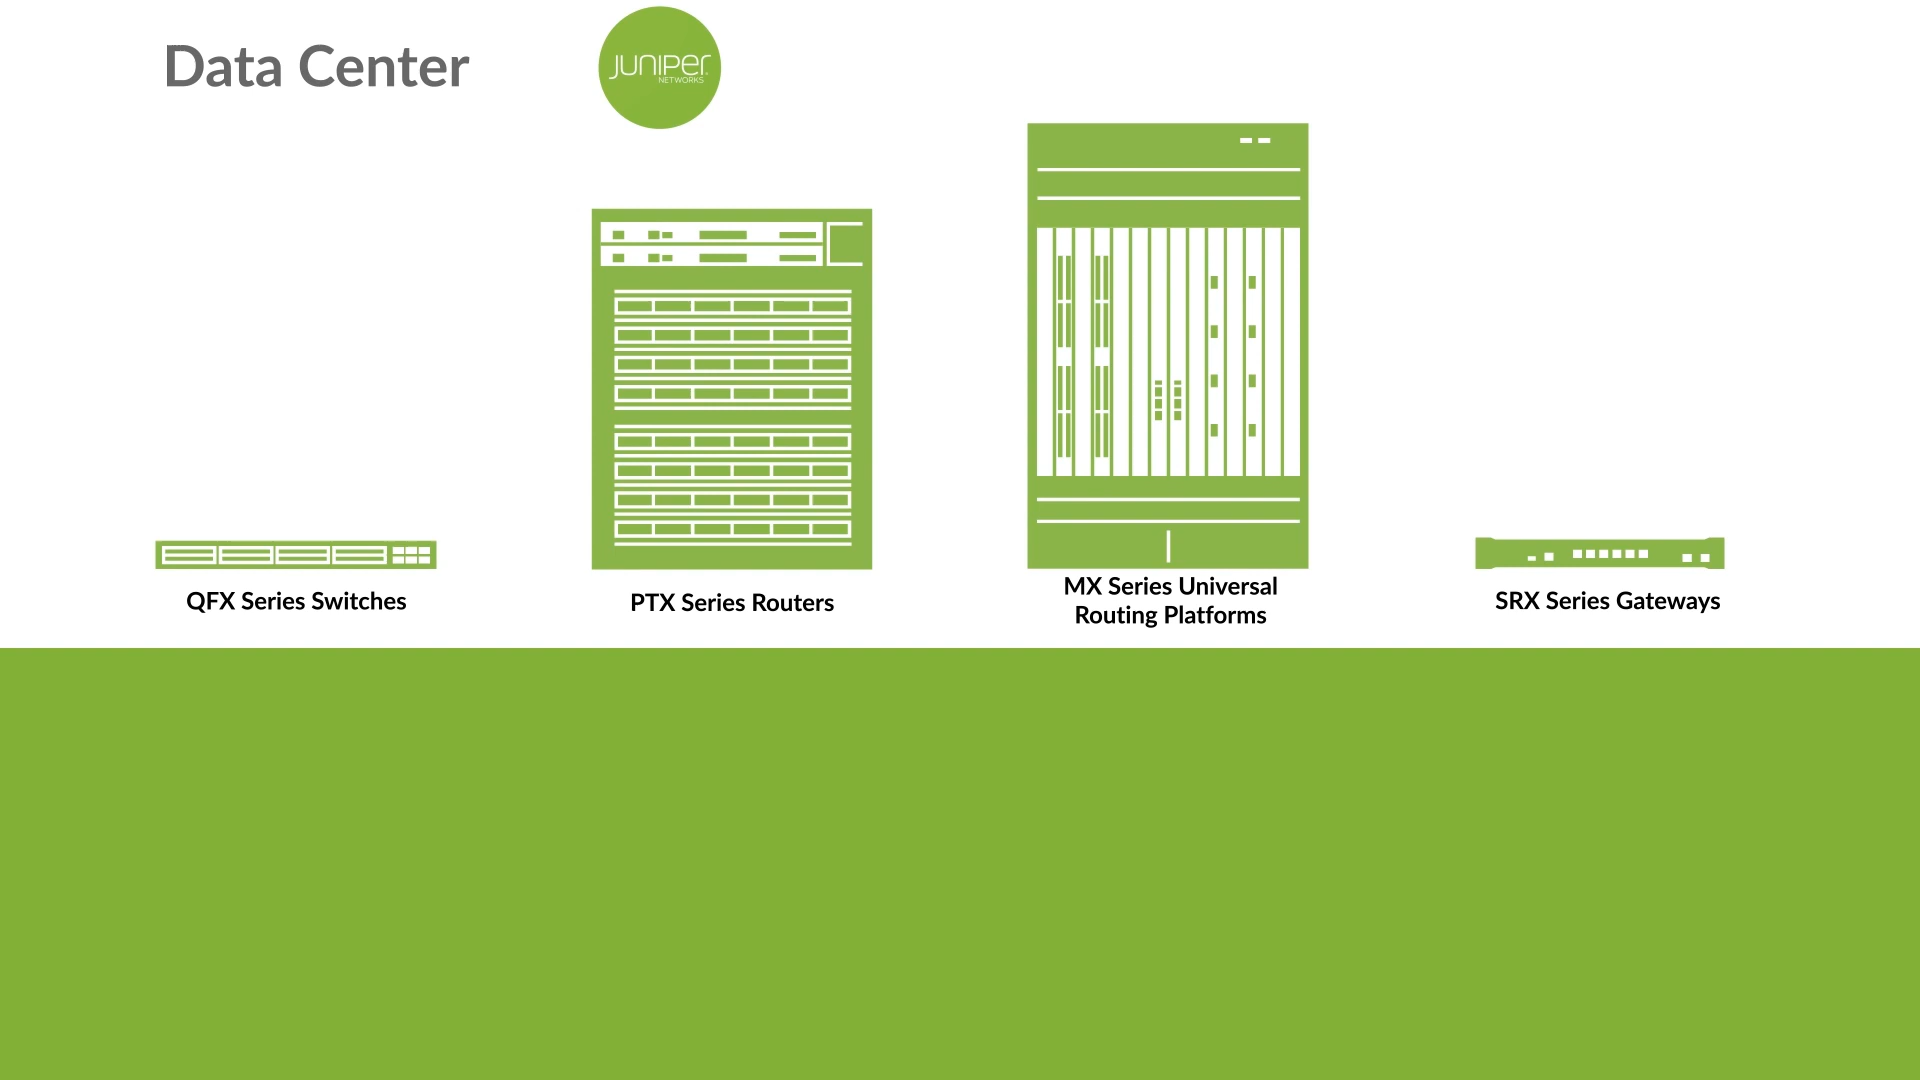 Data Center
JUNIPer
NETWORKS
QFX Series Switches
PTX Series Routers
MX Series Universal
Routing Platforms
SRX Series Gateways